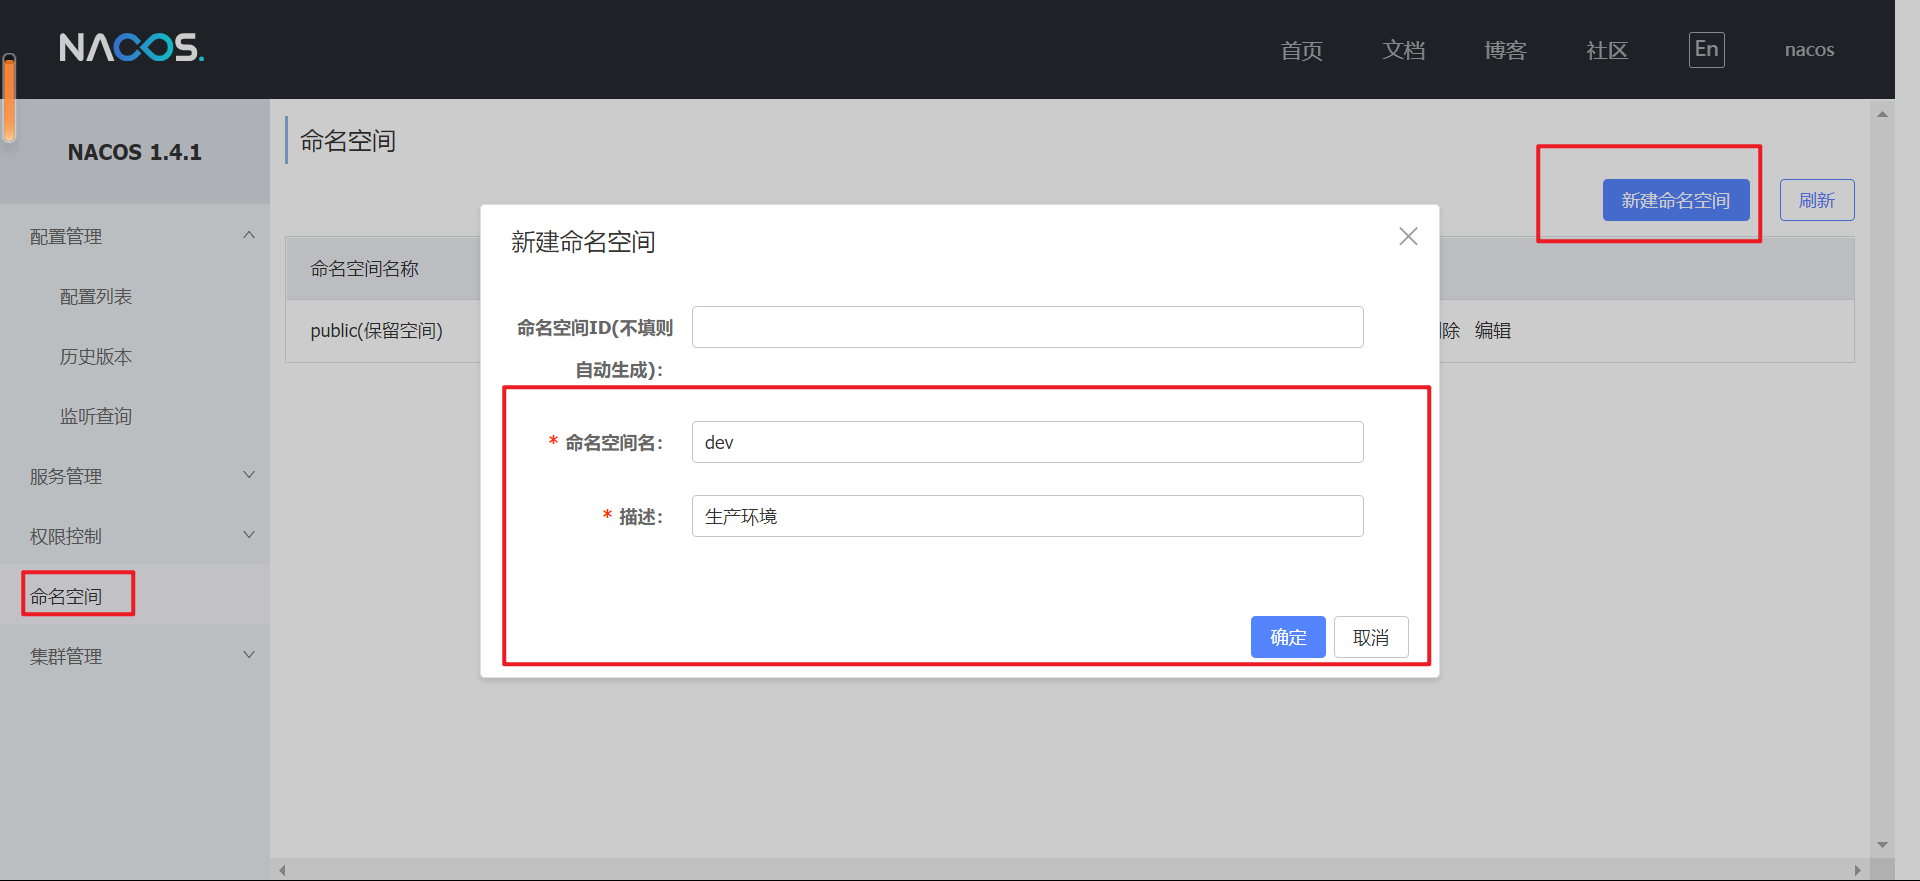 NACOS.
首页 文档 博客 社区 En nacos
NACOS 1.4.1
配置管理
配置列表
历史版本
监听查询
服务管理
权限控制
命名空间
集群管理
命名空间
新建命名空间 刷新
命名空间名称
public(保留空间)
除 编辑
新建命名空间
命名空间ID(不填则
自动生成):
* 命名空间名: dev
* 描述: 生产环境
确定 取消